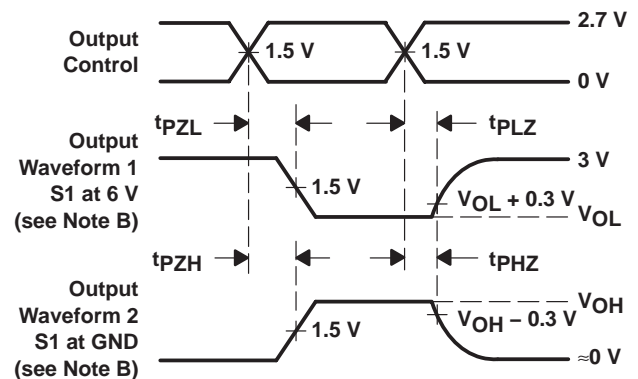 2.7 V
Output
Control
1.5 V
1.5 V
0 V
tPZL
tPLZ
Output
Waveform 1
S1 at 6 V
(see Note B)
3 V
1.5 V
VOL + 0.3 V
VOL
tPZH
tPHZ
Output
Waveform 2
S1 at GND
(see Note B)
VOH
1.5 V
VOH – 0.3 V
≈0 V